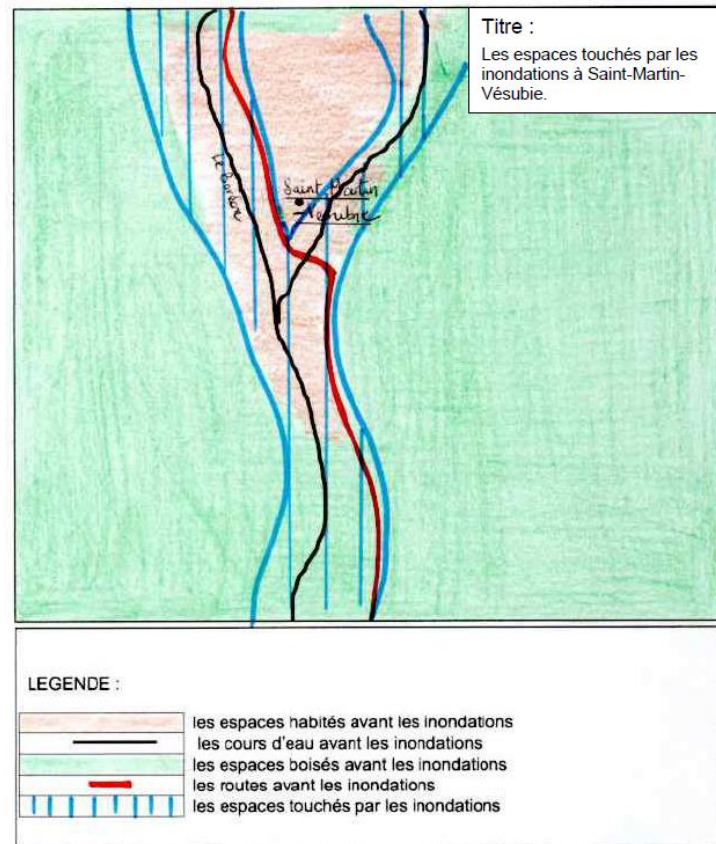 Titre :
Les espaces touchés par les
inondations à Saint-Martin-
Vésubie.
Le Boréon
Saint Martin
-Vésubie
LEGENDE :
les espaces habités avant les inondations
les cours d'eau avant les inondations
les espaces boisés avant les inondations
les routes avant les inondations
les espaces touchés par les inondations